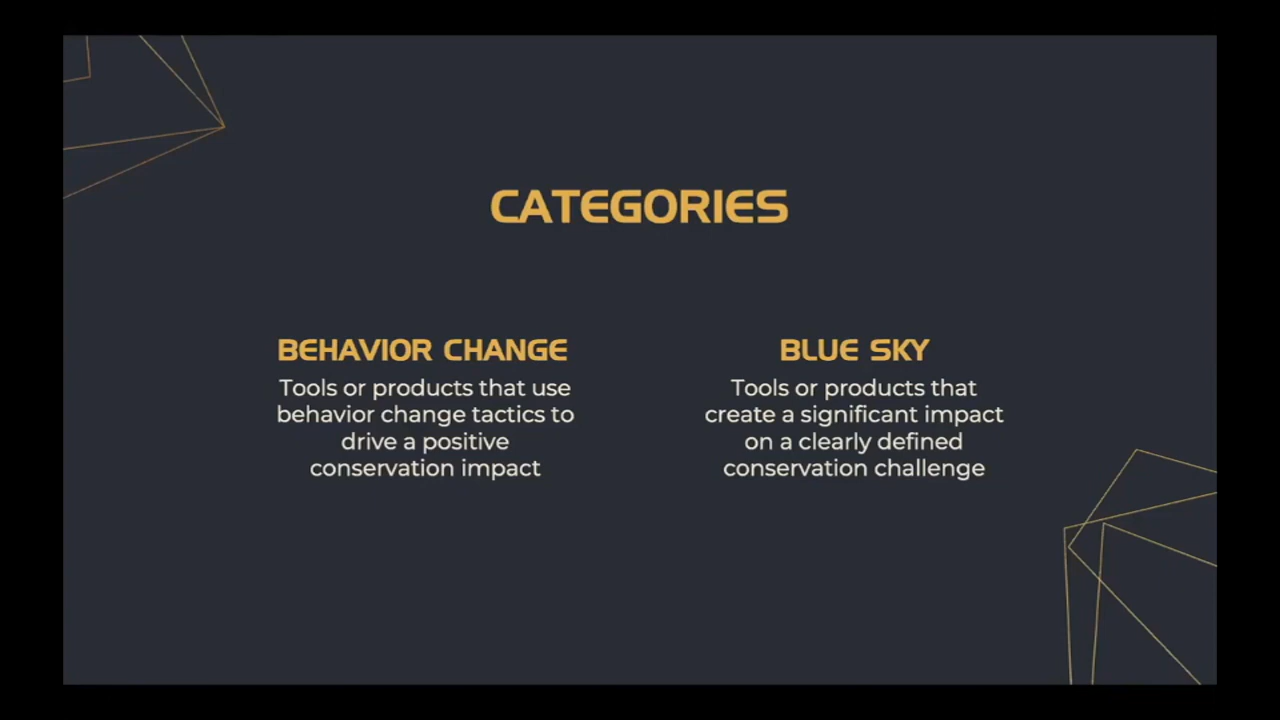 CATEGORIES
BEHAVIOR CHANGE
Tools or products that use
behavior change tactics to
drive a positive
conservation impact
BLUE SKY
Tools or products that
create a significant impact
on a clearly defined
conservation challenge